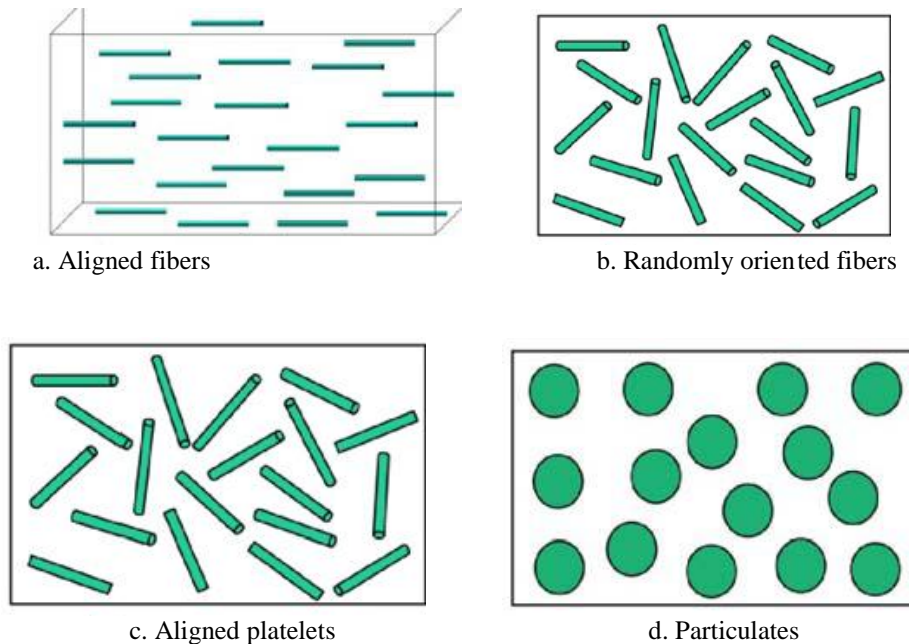 a. Aligned fibers
b. Randomly oriented fibers
c. Aligned platelets
d. Particulates